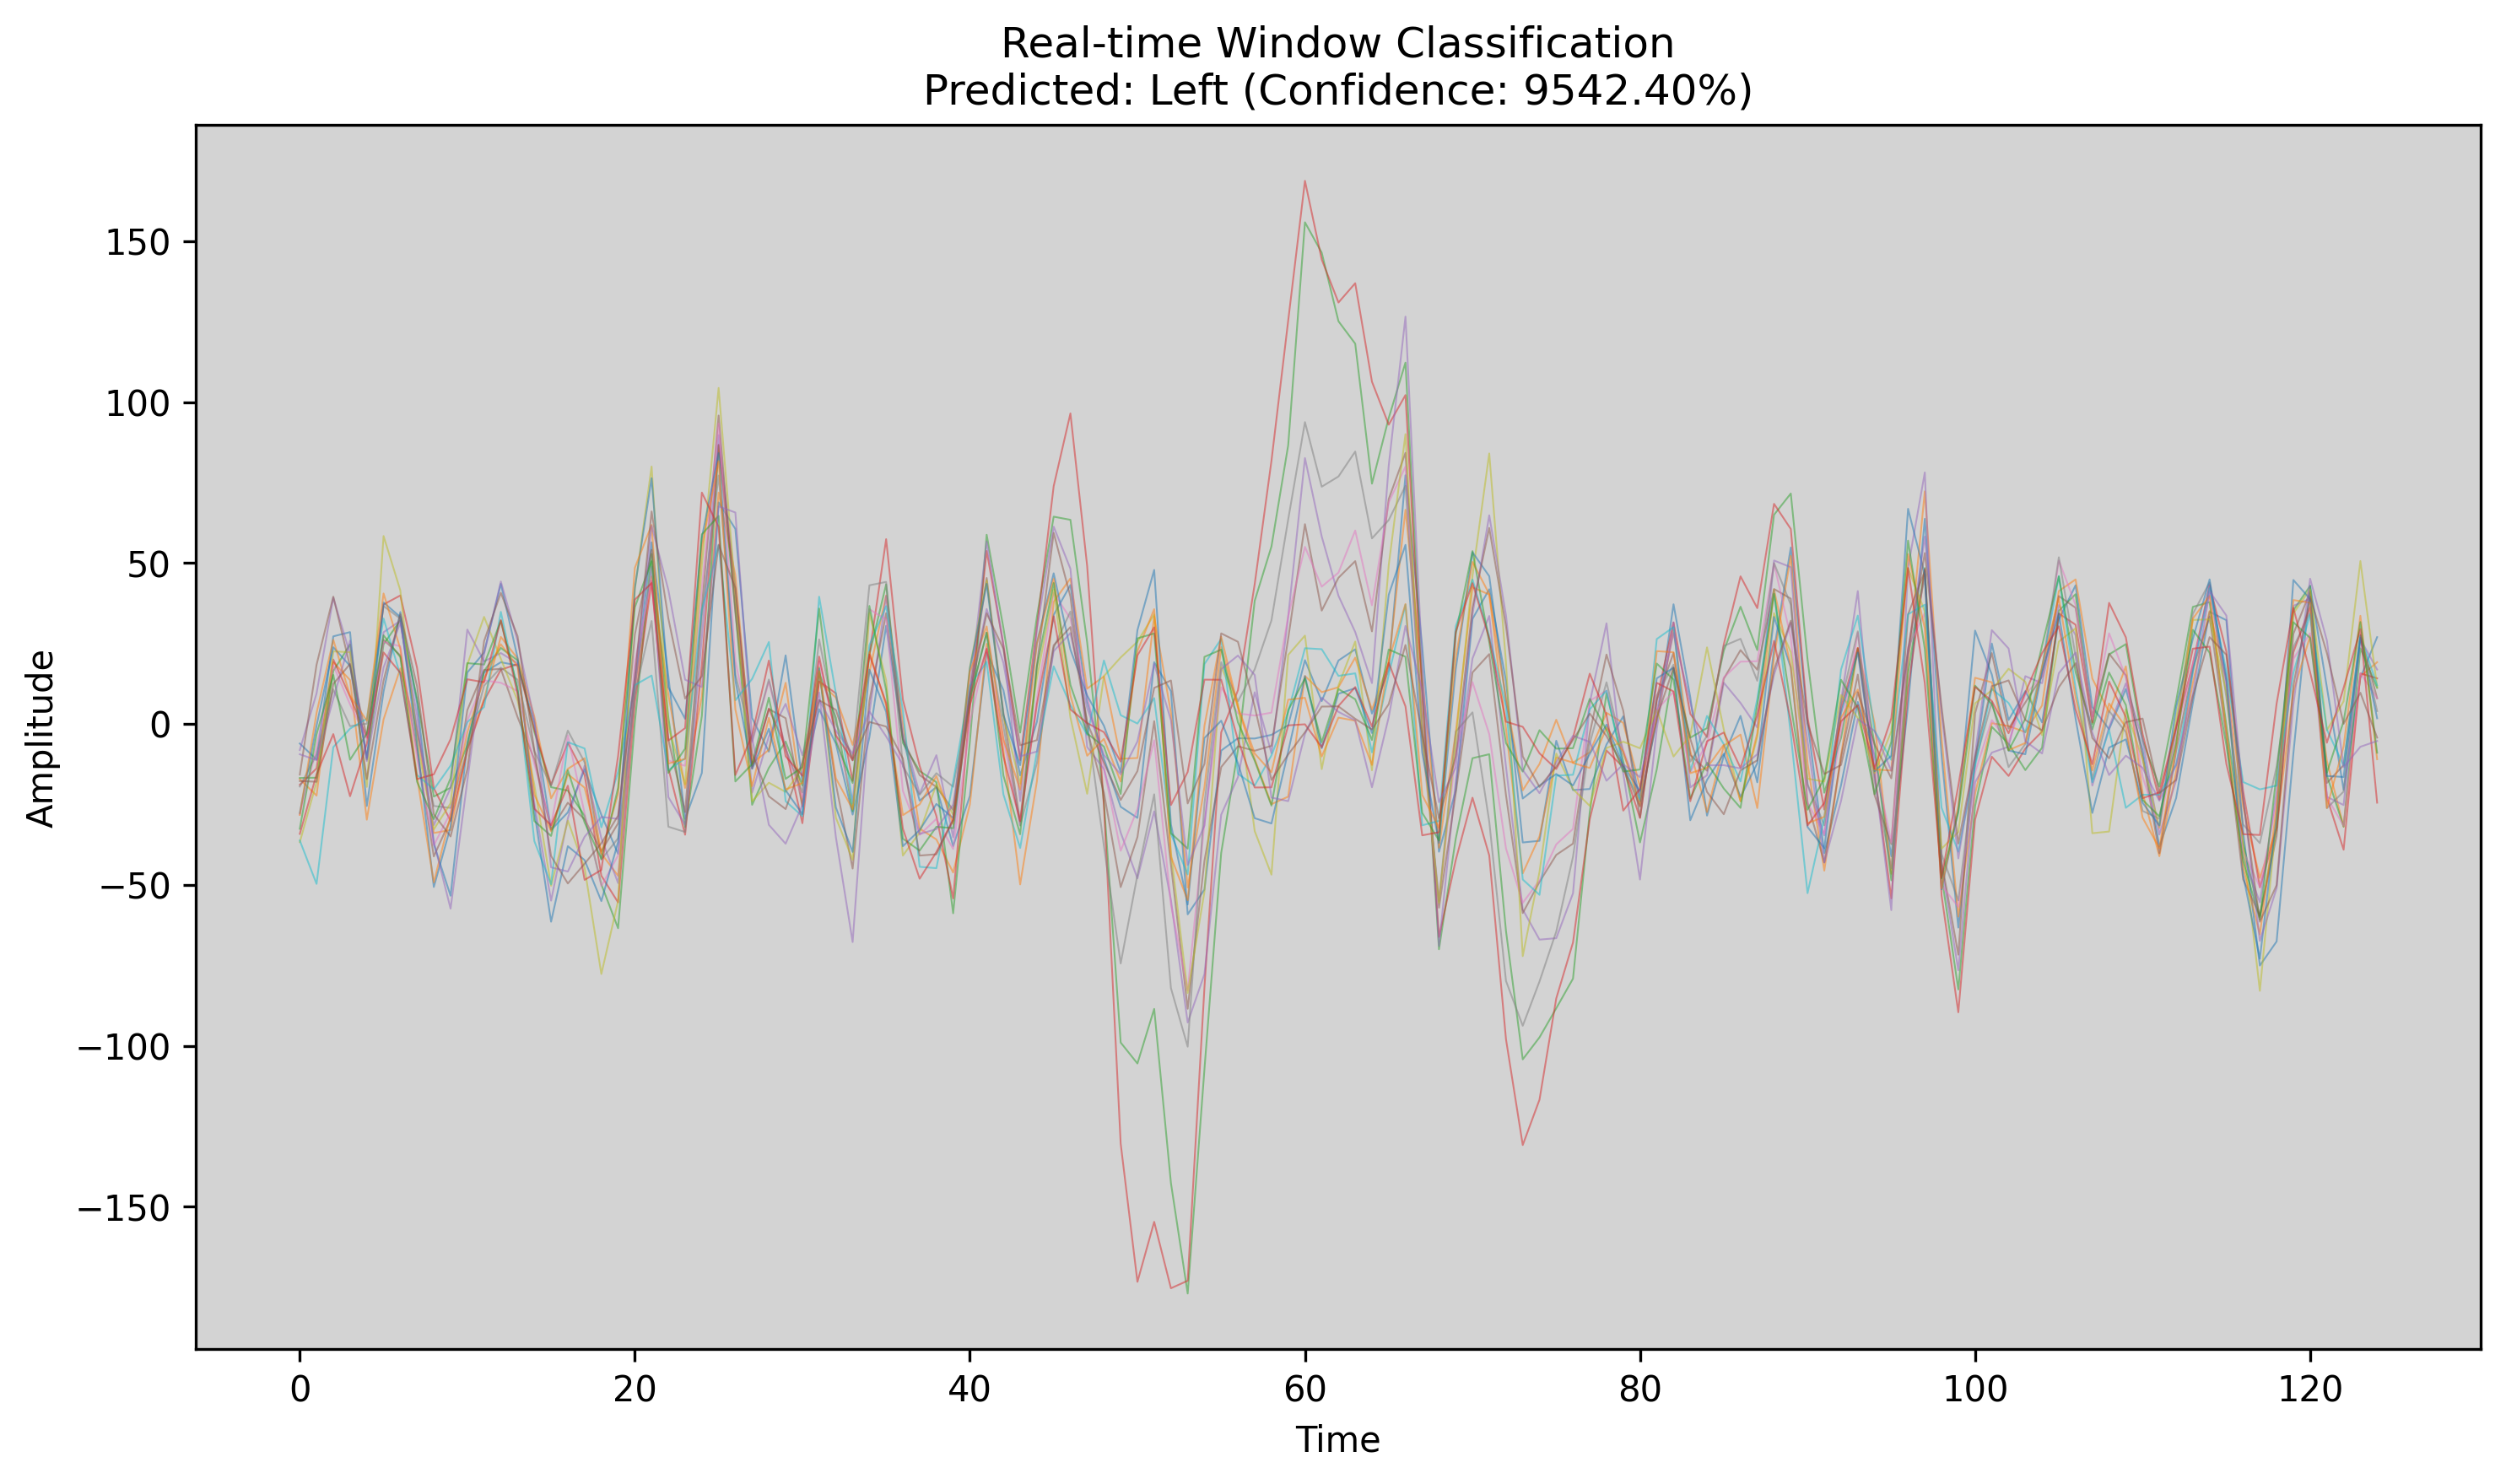 Real-time Window Classification
Predicted: Left (Confidence: 9542.40%)
Amplitude
150
100
50
0
−50
−100
−150
0 20 40 60 80 100 120
Time